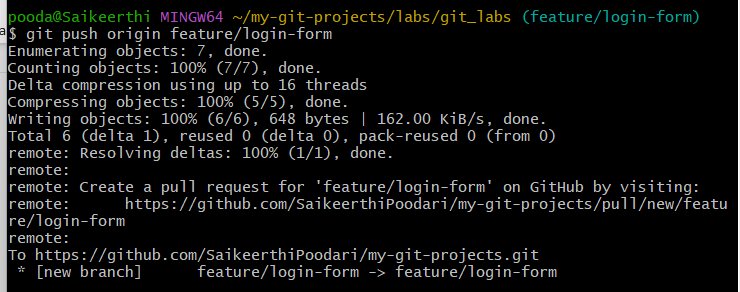 pooda@Saikeerthi MINGW64 ~/my-git-projects/labs/git_labs (feature/login-form)
$ git push origin feature/login-form
Enumerating objects: 7, done.
Counting objects: 100% (7/7), done.
Delta compression using up to 16 threads
Compressing objects: 100% (5/5), done.
Writing objects: 100% (6/6), 648 bytes | 162.00 KiB/s, done.
Total 6 (delta 1), reused 0 (delta 0), pack-reused 0 (from 0)
remote: Resolving deltas: 100% (1/1), done.
remote:
remote: Create a pull request for 'feature/login-form' on GitHub by visiting:
remote:      https://github.com/SaikeerthiPoodari/my-git-projects/pull/new/featu
re/login-form
remote:
To https://github.com/SaikeerthiPoodari/my-git-projects.git
 * [new branch]      feature/login-form -> feature/login-form